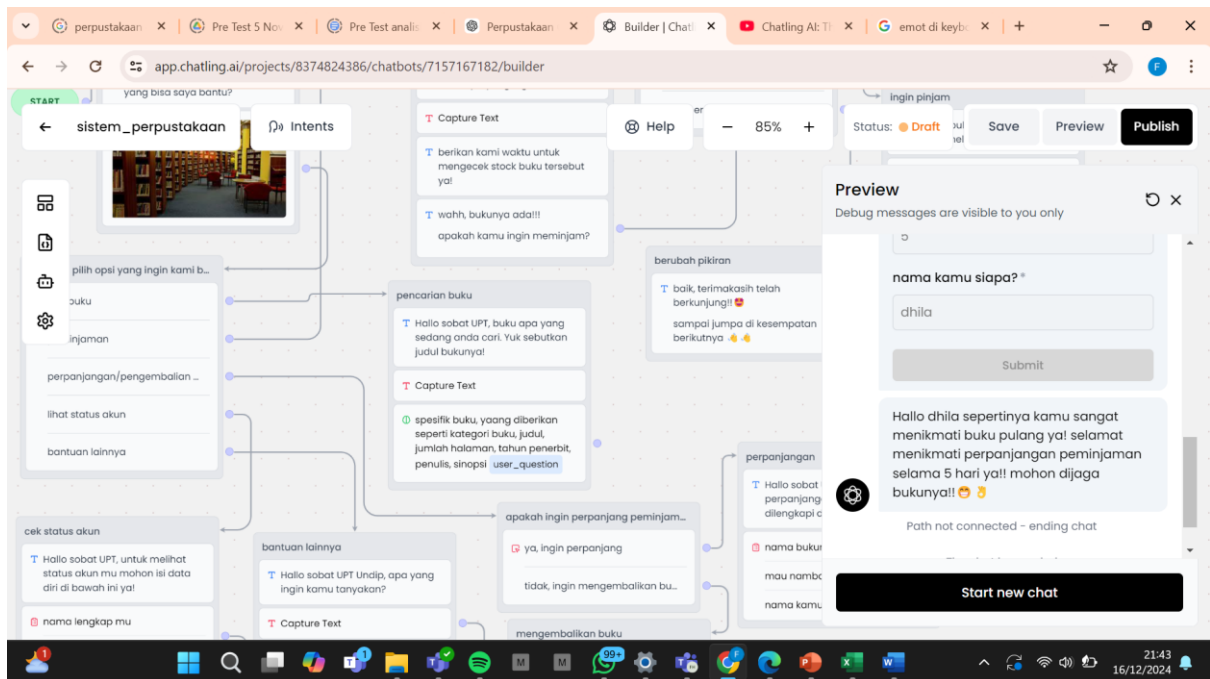 perpustakaan
Pre Test 5 Nov
Pre Test analis
Perpustakaan
Builder | Chatl
Chatling AI: Th
emot di keybo
app.chatling.ai/projects/8374824386/chatbots/7157167182/builder
F
START
yang bisa saya bantu?
sistem_perpustakaan
Intents
Capture Text
Help
85%
ingin pinjam
Status: Draft
Save
Preview
Publish
berikan kami waktu untuk
mengecek stock buku tersebut
ya!
wahh, bukunya ada!!!
apakah kamu ingin meminjam?
Preview
Debug messages are visible to you only
5
nama kamu siapa? *
dhila
Submit
pilih opsi yang ingin kami b...
buku
injaman
perpanjangan/pengembalian ...
lihat status akun
bantuan lainnya
pencarian buku
Hallo sobat UPT, buku apa yang
sedang anda cari. Yuk sebutkan
judul bukunya!
Capture Text
spesifik buku, yaang diberikan
seperti kategori buku, judul,
jumlah halaman, tahun penerbit,
penulis, sinopsi user_question
berubah pikiran
baik, terimakasih telah
berkunjung!! 😍
sampai jumpa di kesempatan
berikutnya 👋 👋
Hallo dhila sepertinya kamu sangat
menikmati buku pulang ya! selamat
menikmati perpanjangan peminjaman
selama 5 hari ya!! mohon dijaga
bukunya!! 😁 👌
Path not connected - ending chat
Start new chat
perpanjangan
Hallo sobat
perpanjang
dilengkapi d
nama bukur
mau namba
nama kamu
apakah ingin perpanjang peminjam...
ya, ingin perpanjang
tidak, ingin mengembalikan bu...
mengembalikan buku
cek status akun
Hallo sobat UPT, untuk melihat
status akun mu mohon isi data
diri di bawah ini ya!
nama lengkap mu
bantuan lainnya
Hallo sobat UPT Undip, apa yang
ingin kamu tanyakan?
Capture Text
1
1
99+
21:43
16/12/2024